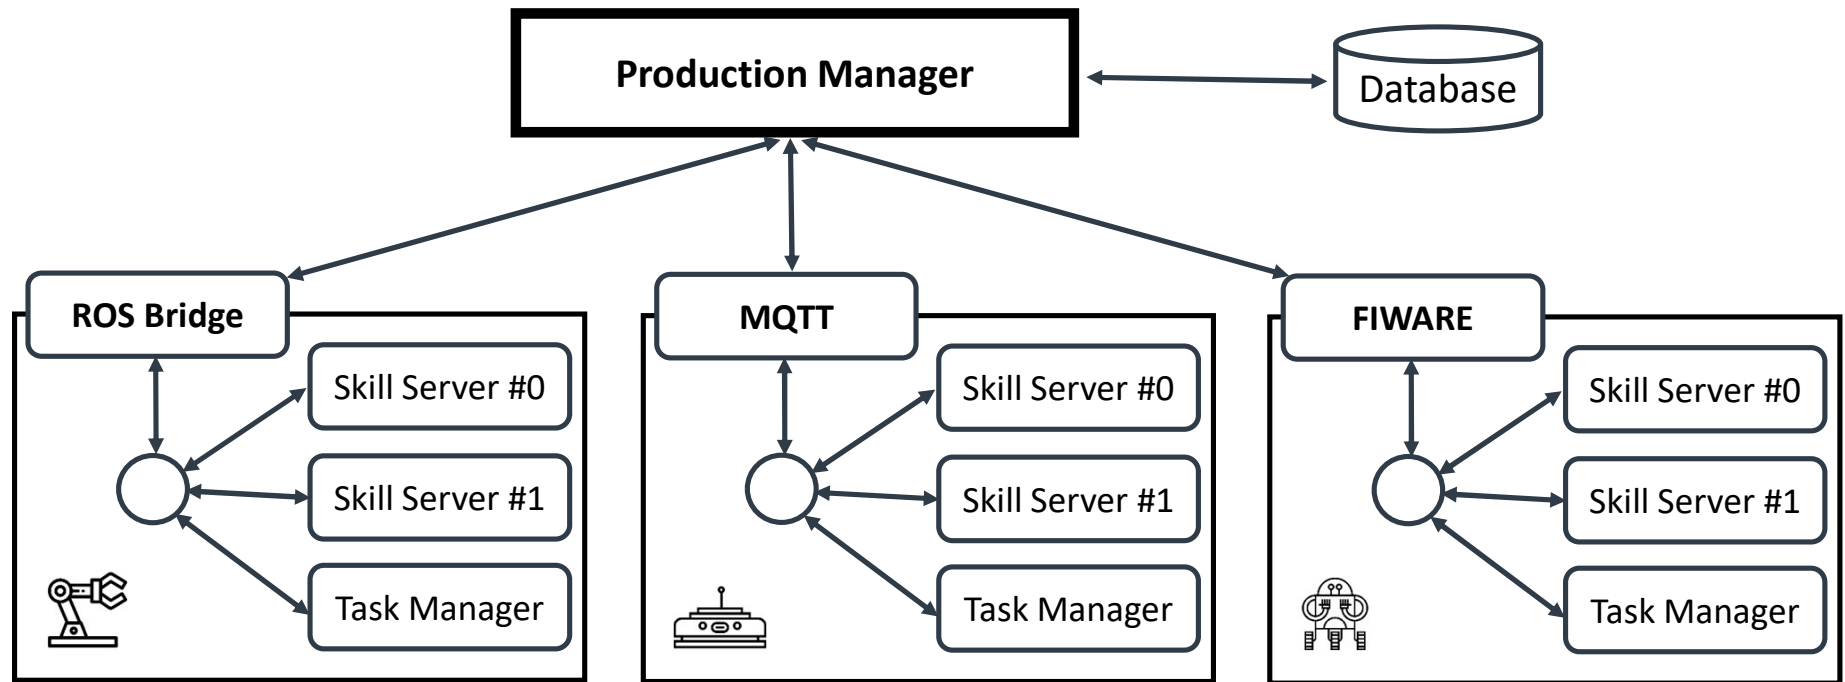 Production Manager
Database
ROS Bridge
Skill Server #0
Skill Server #1
Task Manager
MQTT
Skill Server #0
Skill Server #1
Task Manager
FIWARE
Skill Server #0
Skill Server #1
Task Manager